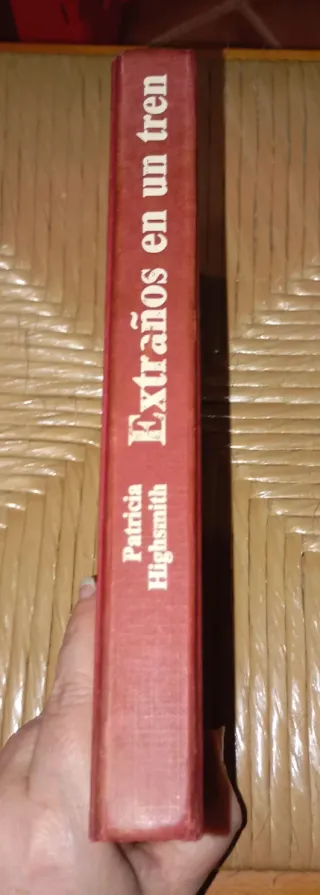 Patricia
Highsmith
Extraños en un tren